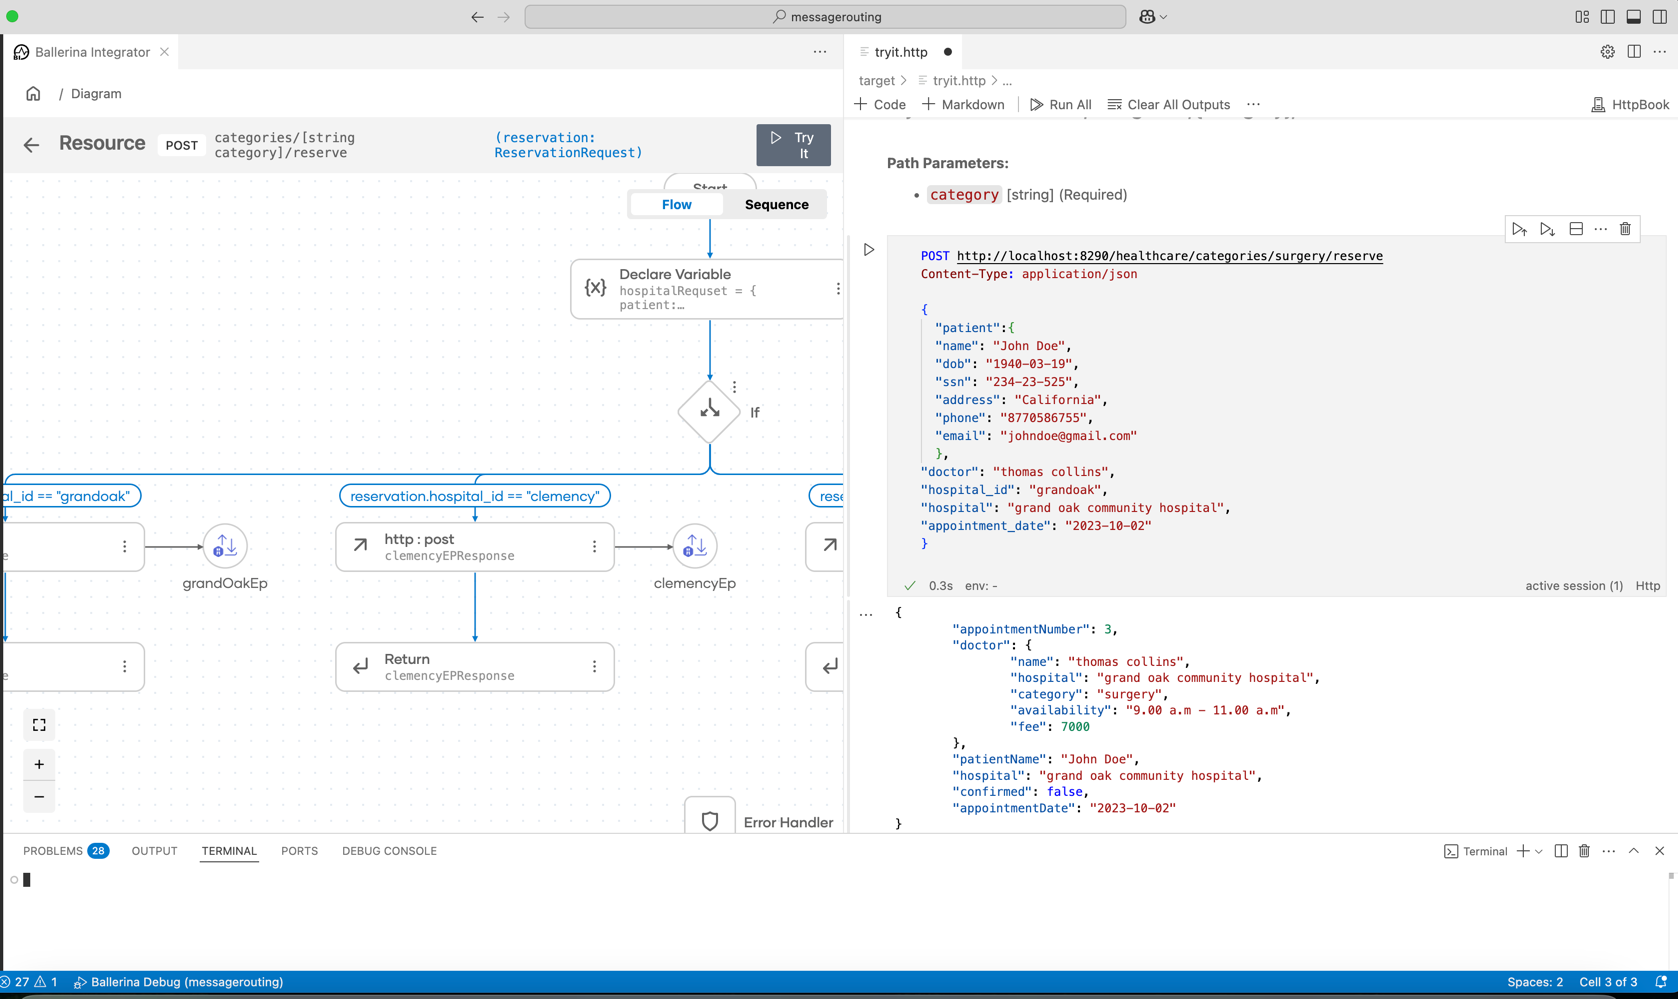 messagerouting
Ballerina Integrator
/ Diagram
Resource
POST
categories/[string
category]/reserve
(reservation:
ReservationRequest)
Try
It
Start
Flow
Sequence
{x}
Declare Variable
hospitalRequset = {
patient:…
If
al_id == "grandoak"
reservation.hospital_id == "clemency"
rese
e
http : post
clemencyEPResponse
grandOakEp
clemencyEp
e
Return
clemencyEPResponse
+
−
Error Handler
tryit.http
target > tryit.http > ...
+ Code
+ Markdown
Run All
Clear All Outputs
...
HttpBook
Path Parameters:
• category [string] (Required)
POST http://localhost:8290/healthcare/categories/surgery/reserve
Content-Type: application/json
{
"patient":{
"name": "John Doe",
"dob": "1940-03-19",
"ssn": "234-23-525",
"address": "California",
"phone": "8770586755",
"email": "johndoe@gmail.com"
},
"doctor": "thomas collins",
"hospital_id": "grandoak",
"hospital": "grand oak community hospital",
"appointment_date": "2023-10-02"
}
0.3s env: -
active session (1) Http
{
"appointmentNumber": 3,
"doctor": {
"name": "thomas collins",
"hospital": "grand oak community hospital",
"category": "surgery",
"availability": "9.00 a.m - 11.00 a.m",
"fee": 7000
},
"patientName": "John Doe",
"hospital": "grand oak community hospital",
"confirmed": false,
"appointmentDate": "2023-10-02"
}
PROBLEMS 28
OUTPUT
TERMINAL
PORTS
DEBUG CONSOLE
Terminal
27 1
Ballerina Debug (messagerouting)
Spaces: 2
Cell 3 of 3